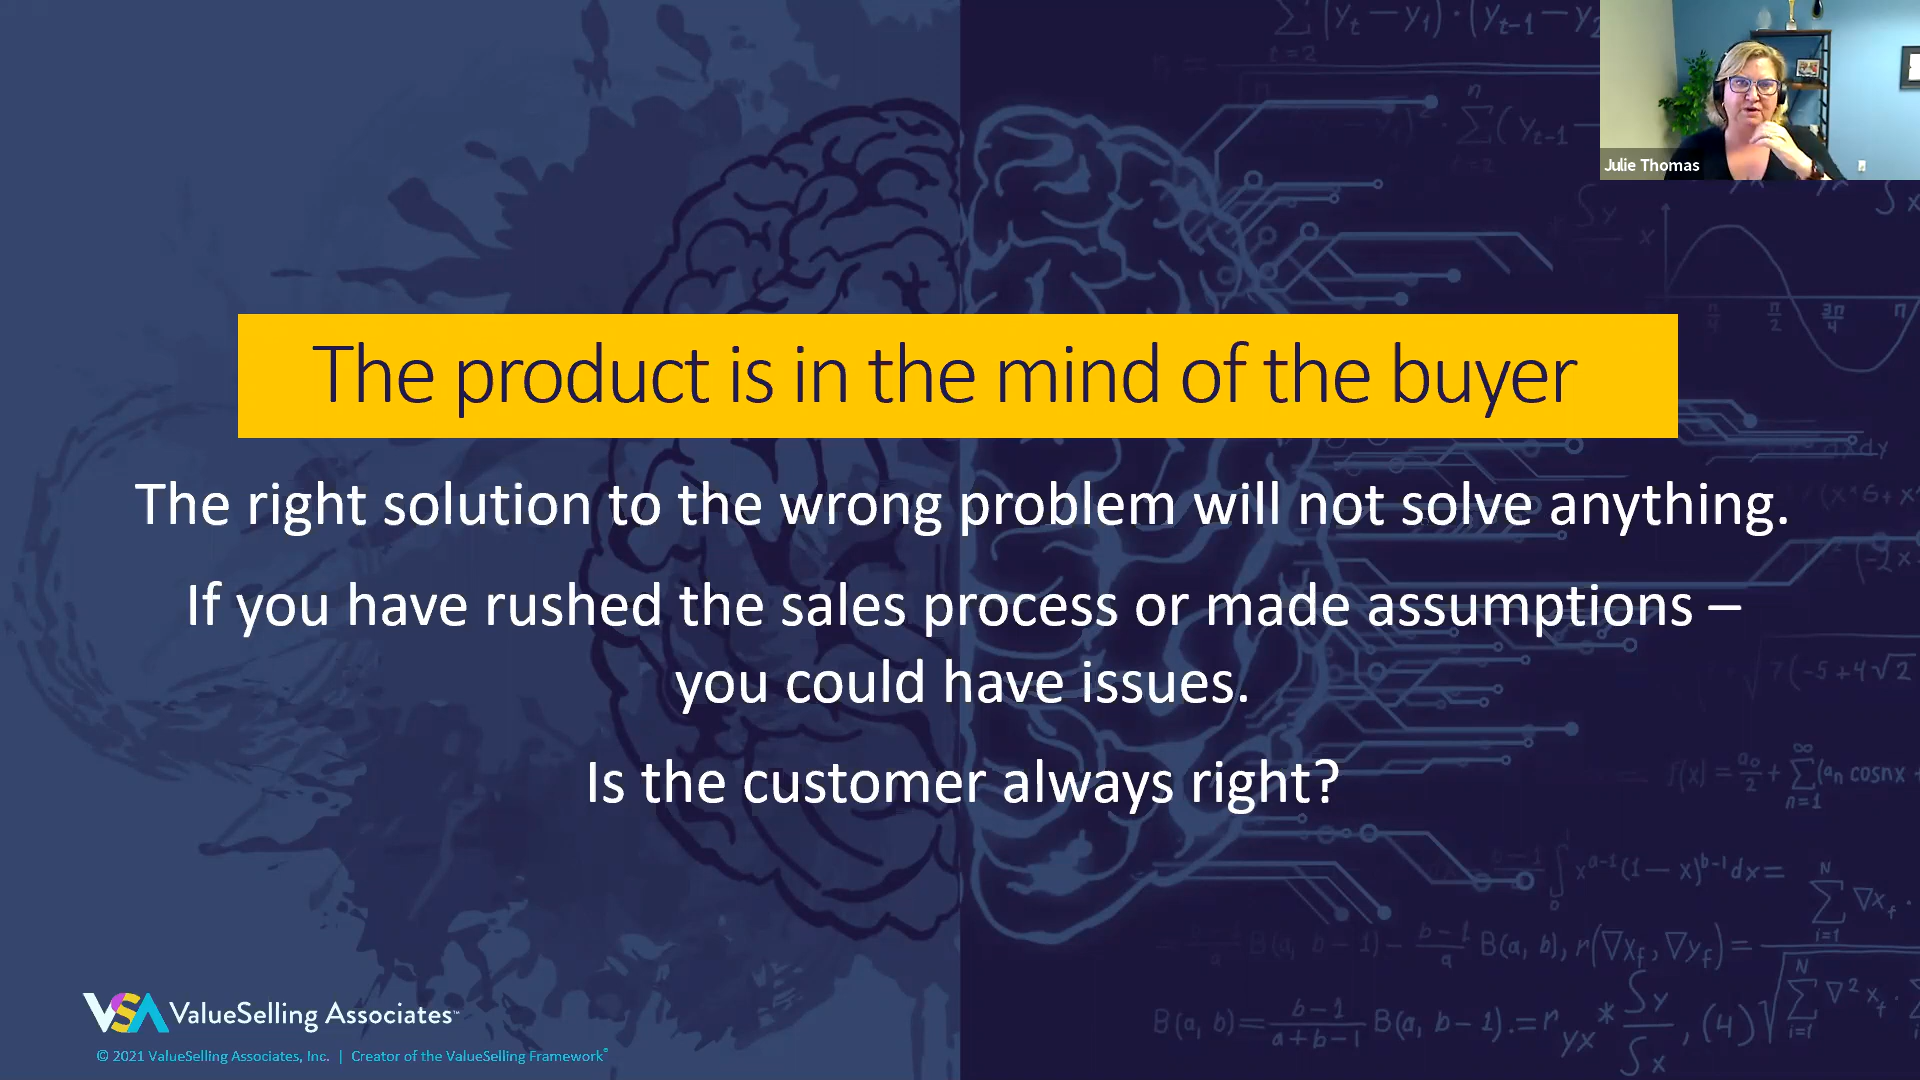 Julie Thomas
The product is in the mind of the buyer
The right solution to the wrong problem will not solve anything.
If you have rushed the sales process or made assumptions –
you could have issues.
Is the customer always right?
VSA ValueSelling Associates™
© 2021 ValueSelling Associates, Inc. | Creator of the ValueSelling Framework®